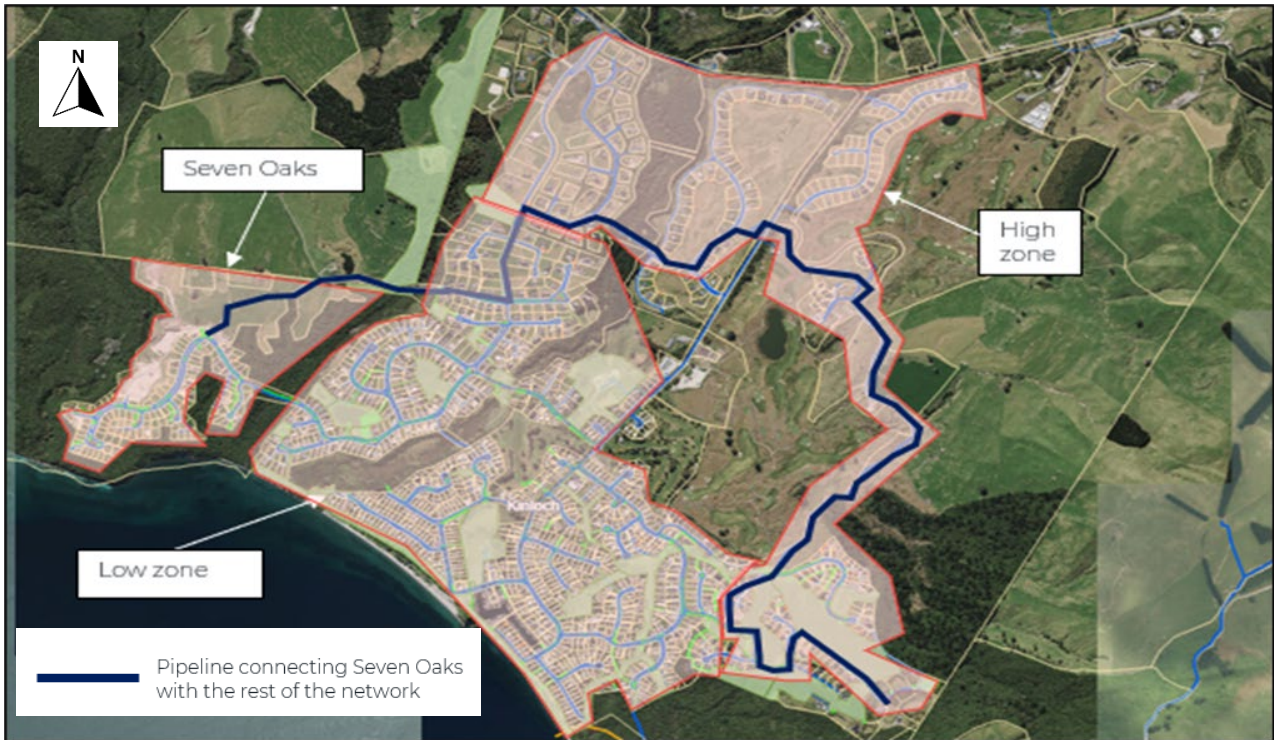 N
Seven Oaks
High
zone
Kinloch
Low zone
Pipeline connecting Seven Oaks
with the rest of the network